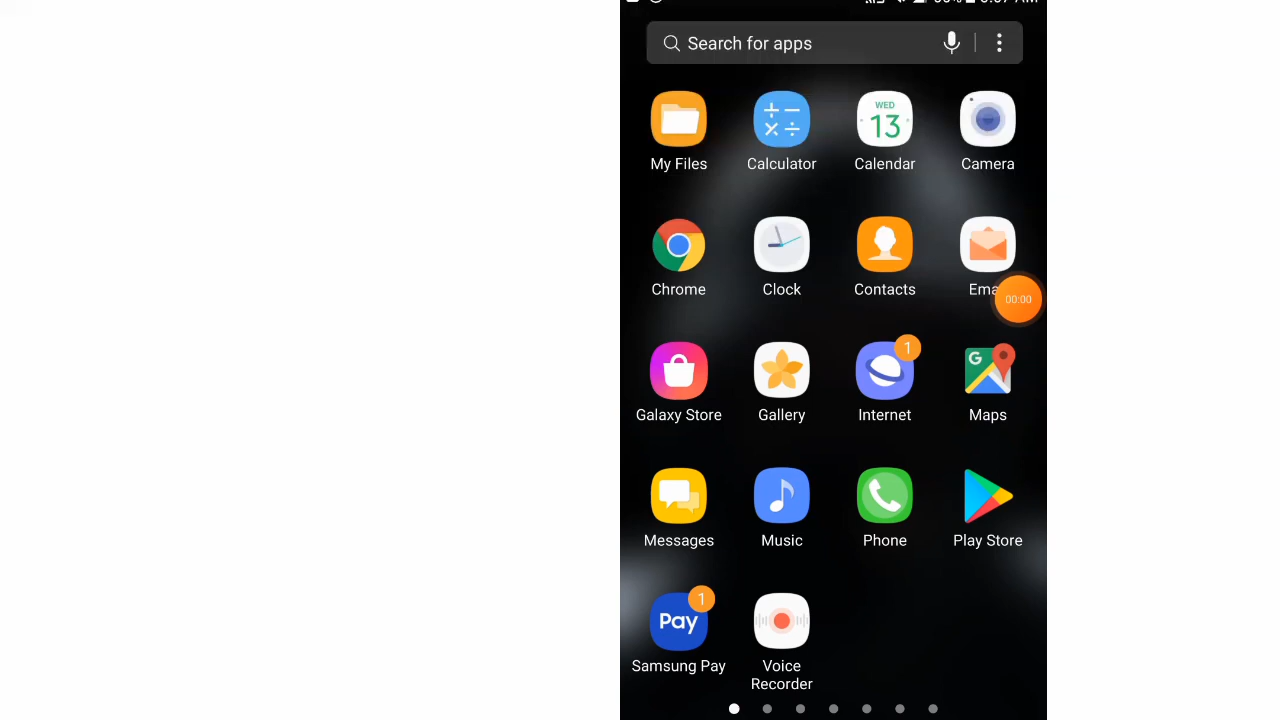 Search for apps
WED
13
My Files
Calculator
Calendar
Camera
Chrome
Clock
Contacts
00:00
1
G
Galaxy Store
Gallery
Internet
Maps
Messages
Music
Phone
Play Store
1
Pay
Samsung Pay
Voice
Recorder